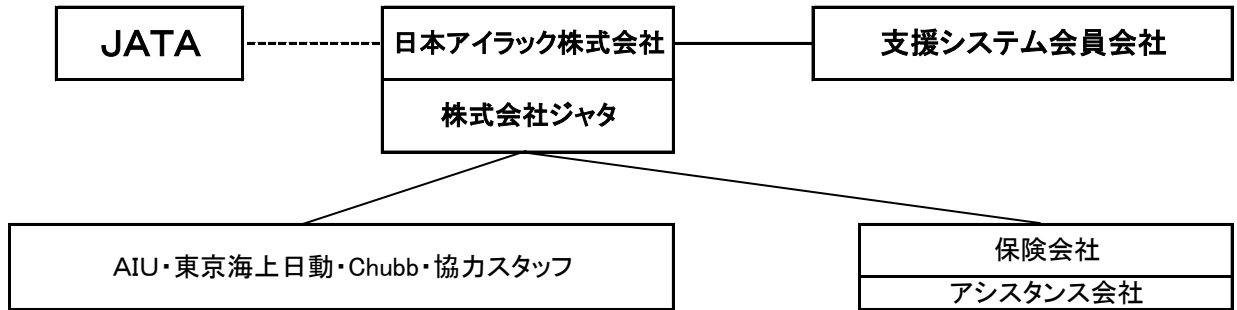 JATA
日本アイラック株式会社
支援システム会員会社
株式会社ジャタ
AIU・東京海上日動・Chubb・協力スタッフ
保険会社
アシスタンス会社